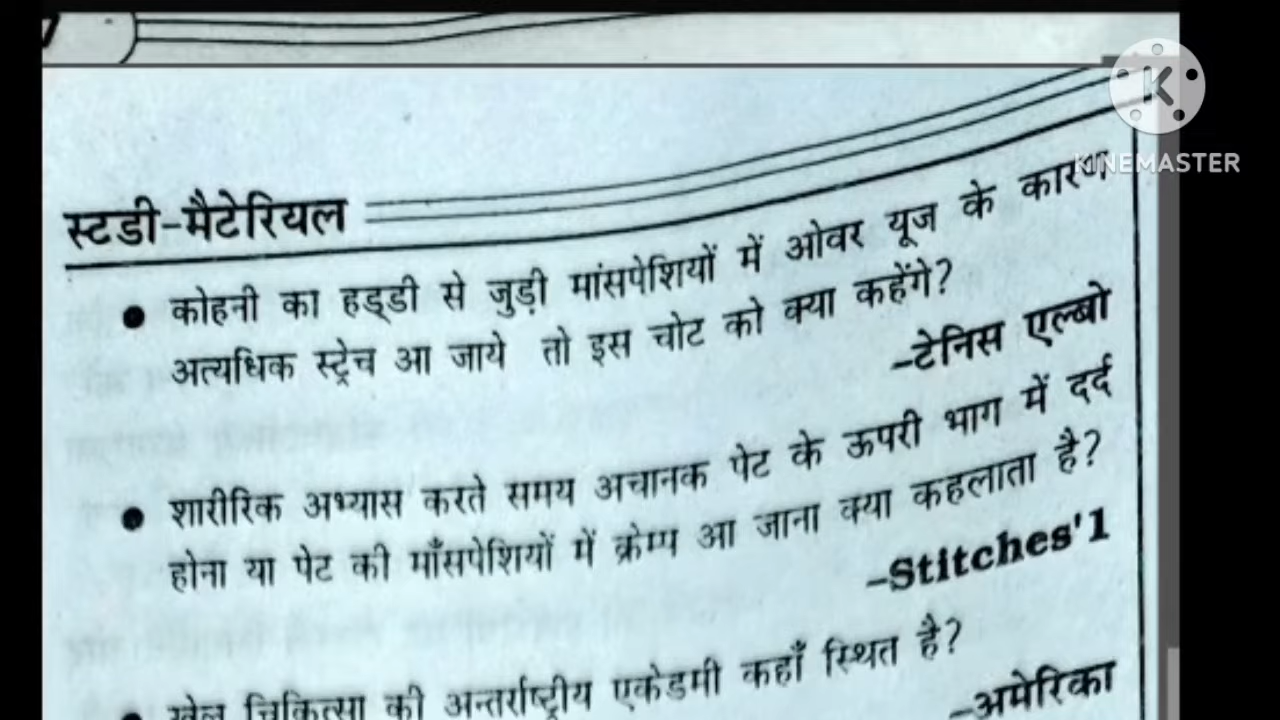 KINEMASTER
स्टडी-मैटेरियल
● कोहनी का हड्डी से जुड़ी मांसपेशियों में ओवर यूज के कारण
अत्यधिक स्ट्रेच आ जाये तो इस चोट को क्या कहेंगे?
-टेनिस एल्बो
● शारीरिक अभ्यास करते समय अचानक पेट के ऊपरी भाग में दर्द
होना या पेट की माँसपेशियों में क्रेम्प आ जाना क्या कहलाता है?
-Stitches'1
● खेल चिकित्सा की अन्तर्राष्ट्रीय एकेडमी कहाँ स्थित है?
-अमेरिका